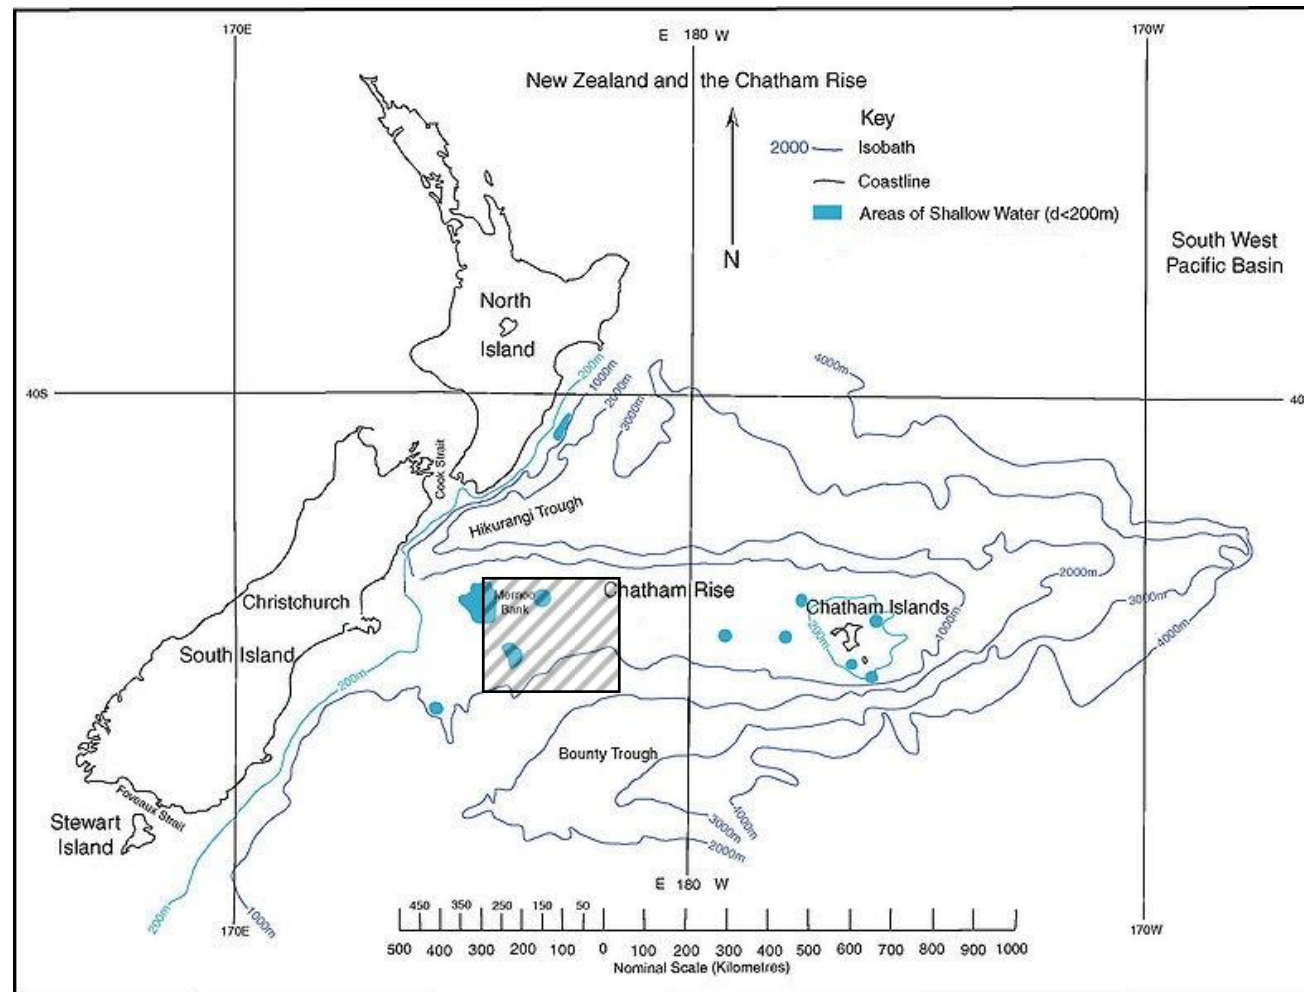 170E
E 180 W
170W
New Zealand and the Chatham Rise
Key
2000 Isobath
Coastline
Areas of Shallow Water (d<200m)
N
South West
Pacific Basin
North
Island
200m
1000m
2000m
3000m
4000m
40S
40
Cook Strait
Hikurangi Trough
Mernoo
Bank
Chatham Rise
Chatham Islands
200m
1000m
2000m
3000m
4000m
Christchurch
South Island
200m
Bounty Trough
Foveaux Strait
Stewart
Island
4000m
3000m
2000m
E 180 W
200m
1000m
170E
170W
450 350 250 150 50
500 400 300 200 100 0 100 200 300 400 500 600 700 800 900 1000
Nominal Scale (Kilometres)